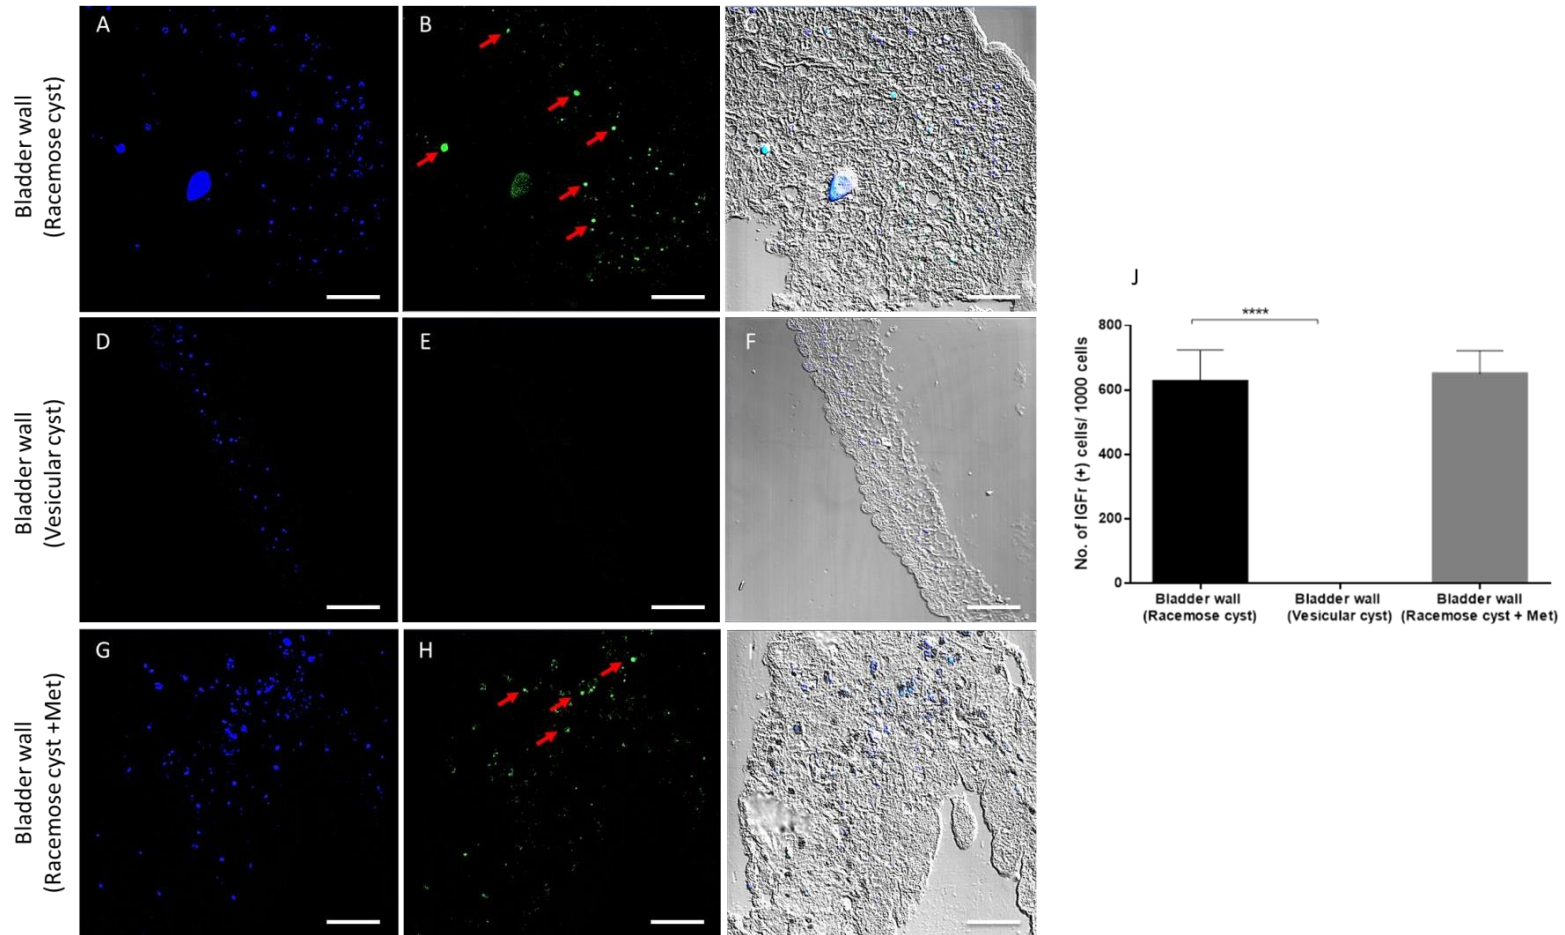 Bladder wall
(Racemose cyst)
A
B
C
Bladder wall
(Vesicular cyst)
D
E
F
Bladder wall
(Racemose cyst +Met)
G
H
J
****
No. of IGFr (+) cells/ 1000 cells
800
600
400
200
0
Bladder wall
(Racemose cyst)
Bladder wall
(Vesicular cyst)
Bladder wall
(Racemose cyst + Met)